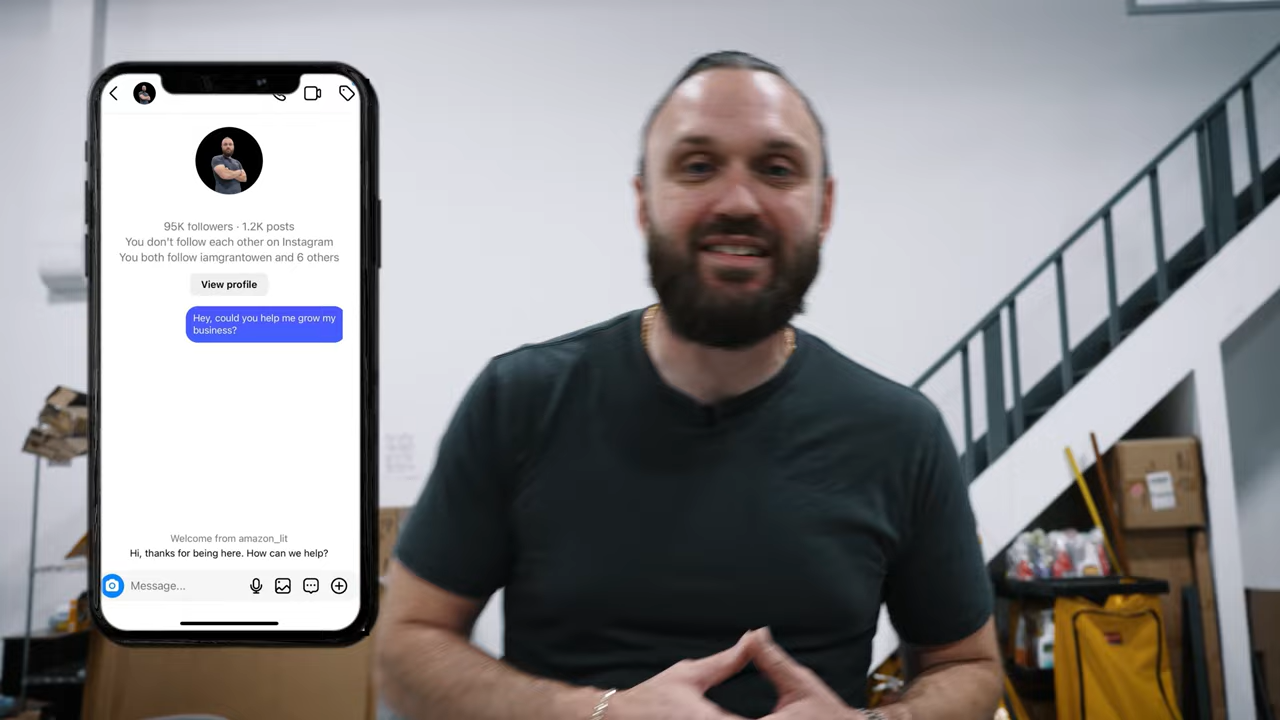 95K followers · 1.2K posts
You don't follow each other on Instagram
You both follow iamgrantowen and 6 others
View profile
Hey, could you help me grow my
business?
Welcome from amazon_lit
Hi, thanks for being here. How can we help?
Message...